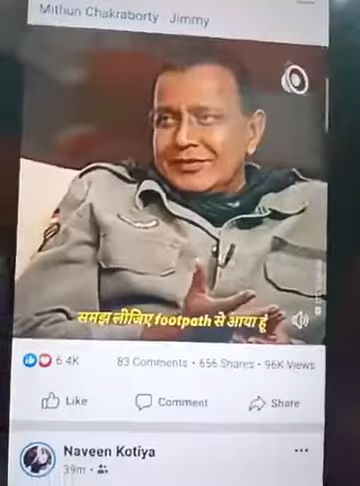 Mithun Chakraborty Jimmy
समझ लीजिए footpath से आया हूं
6.4K
83 Comments • 656 Shares • 96K Views
Like
Comment
Share
Naveen Kotiya
39m •